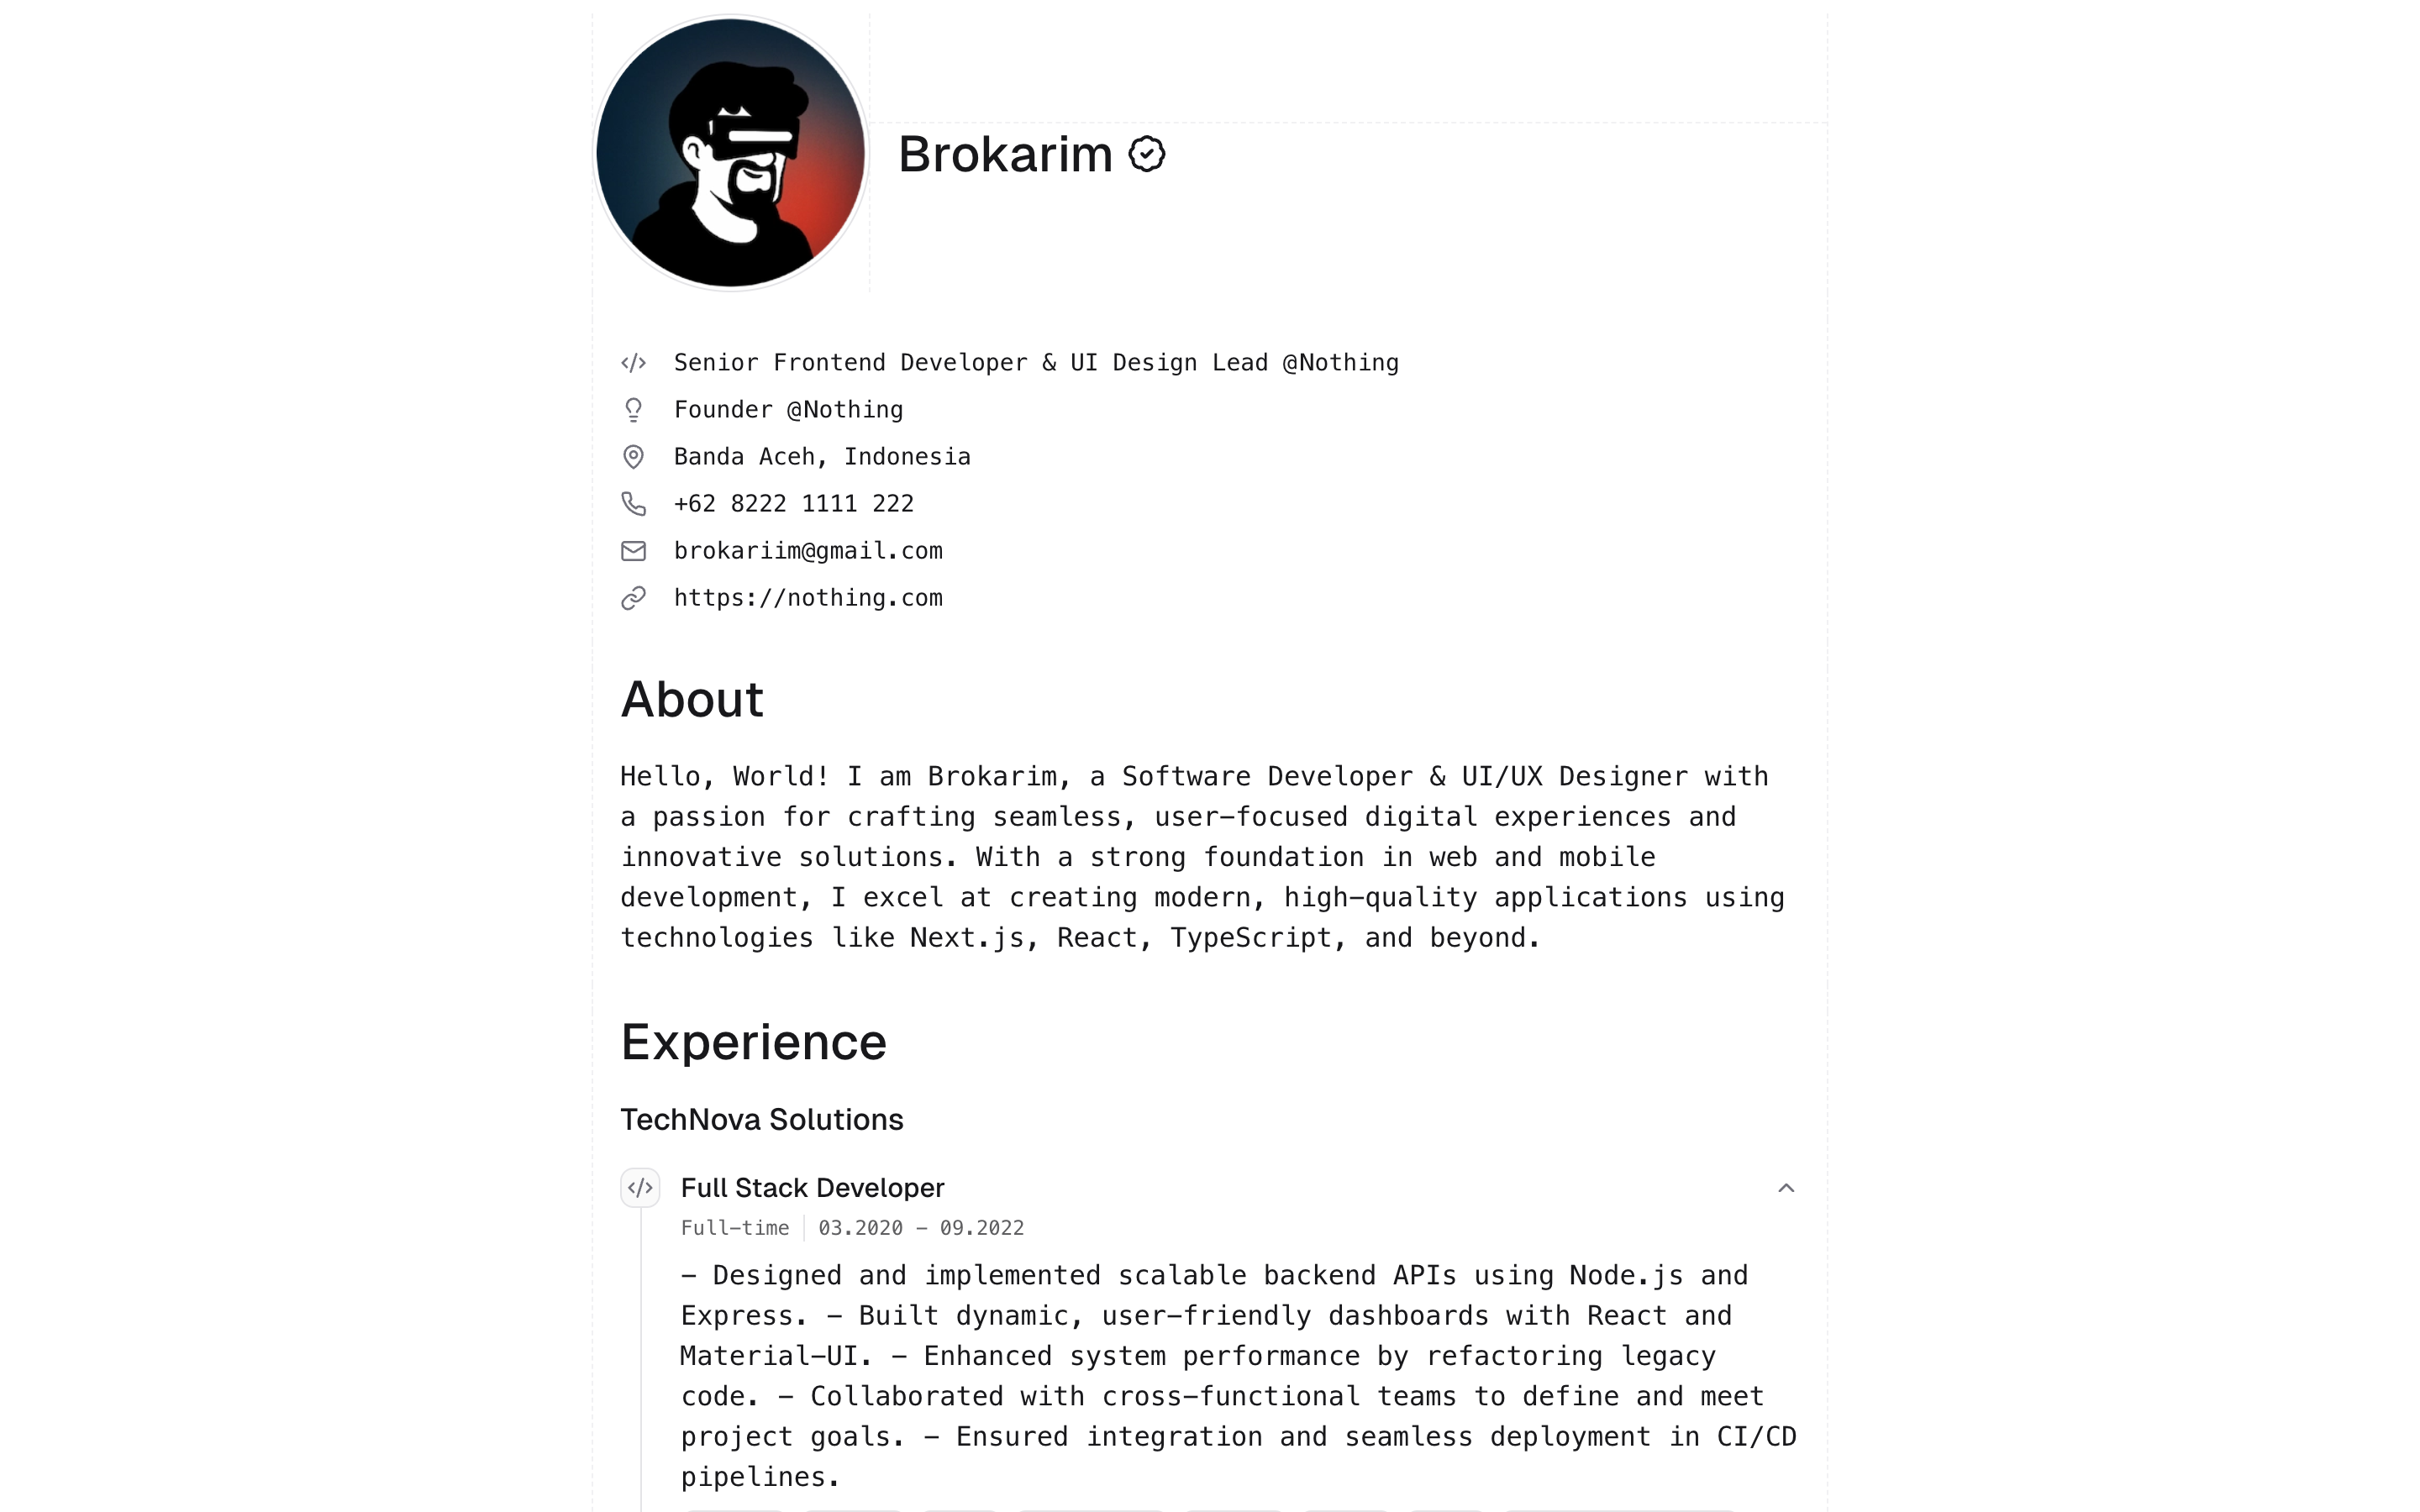 Brokarim
Senior Frontend Developer & UI Design Lead @Nothing
Founder @Nothing
Banda Aceh, Indonesia
+62 8222 1111 222
brokariim@gmail.com
https://nothing.com
About
Hello, World! I am Brokarim, a Software Developer & UI/UX Designer with
a passion for crafting seamless, user-focused digital experiences and
innovative solutions. With a strong foundation in web and mobile
development, I excel at creating modern, high-quality applications using
technologies like Next.js, React, TypeScript, and beyond.
Experience
TechNova Solutions
Full Stack Developer
Full-time 03.2020 – 09.2022
- Designed and implemented scalable backend APIs using Node.js and
Express. - Built dynamic, user-friendly dashboards with React and
Material-UI. - Enhanced system performance by refactoring legacy
code. - Collaborated with cross-functional teams to define and meet
project goals. - Ensured integration and seamless deployment in CI/CD
pipelines.